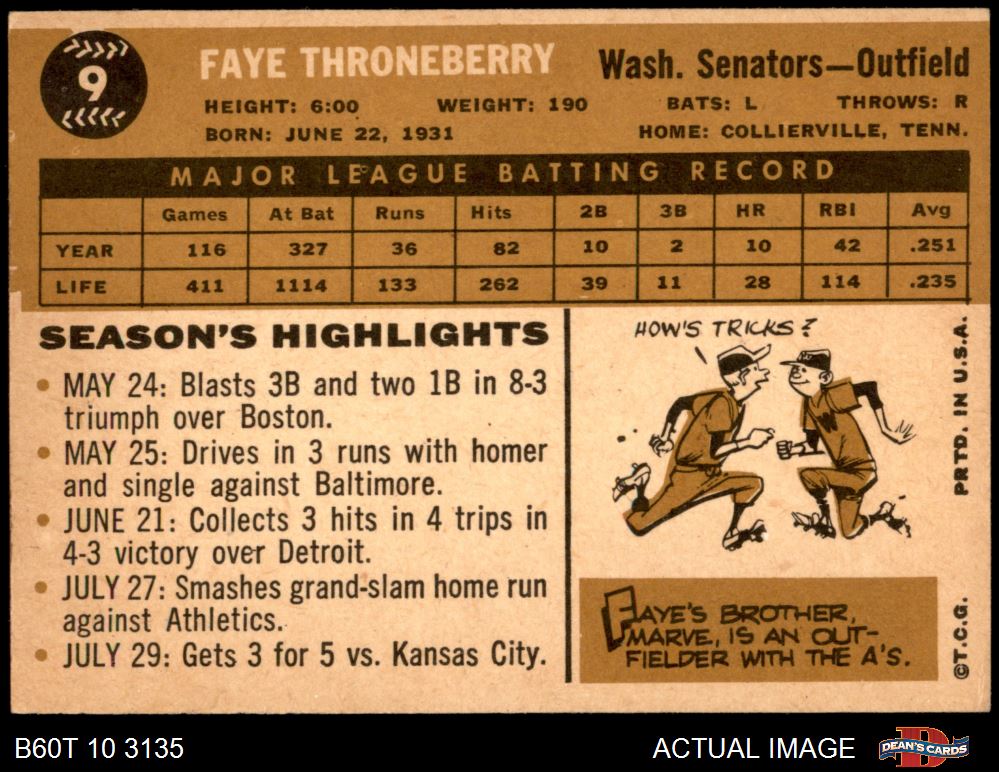 9
FAYE THRONEBERRY
Wash. Senators—Outfield
HEIGHT: 6:00 WEIGHT: 190 BATS: L THROWS: R
BORN: JUNE 22, 1931 HOME: COLLIERVILLE, TENN.
MAJOR LEAGUE BATTING RECORD
Games At Bat Runs Hits 2B 3B HR RBI Avg
YEAR 116 327 36 82 10 2 10 42 .251
LIFE 411 1114 133 262 39 11 28 114 .235
SEASON'S HIGHLIGHTS
• MAY 24: Blasts 3B and two 1B in 8-3
triumph over Boston.
• MAY 25: Drives in 3 runs with homer
and single against Baltimore.
• JUNE 21: Collects 3 hits in 4 trips in
4-3 victory over Detroit.
• JULY 27: Smashes grand-slam home run
against Athletics.
• JULY 29: Gets 3 for 5 vs. Kansas City.
HOW'S TRICKS?
FAYE'S BROTHER,
MARVE, IS AN OUT-
FIELDER WITH THE A'S.
©T.C.G. PRTD. IN U.S.A.
B60T 10 3135
ACTUAL IMAGE
DEAN'S CARDS